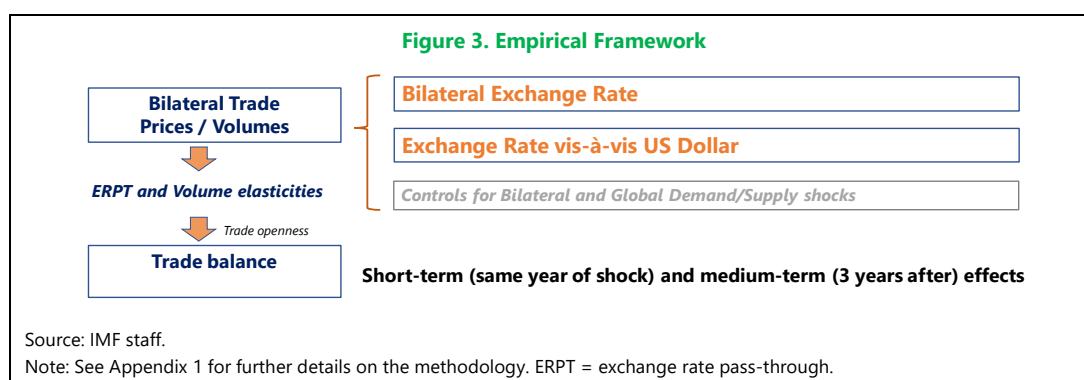 Figure 3. Empirical Framework
Bilateral Trade
Prices / Volumes
ERPT and Volume elasticities
Trade openness
Trade balance
Bilateral Exchange Rate
Exchange Rate vis-à-vis US Dollar
Controls for Bilateral and Global Demand/Supply shocks
Short-term (same year of shock) and medium-term (3 years after) effects
Source: IMF staff.
Note: See Appendix 1 for further details on the methodology. ERPT = exchange rate pass-through.